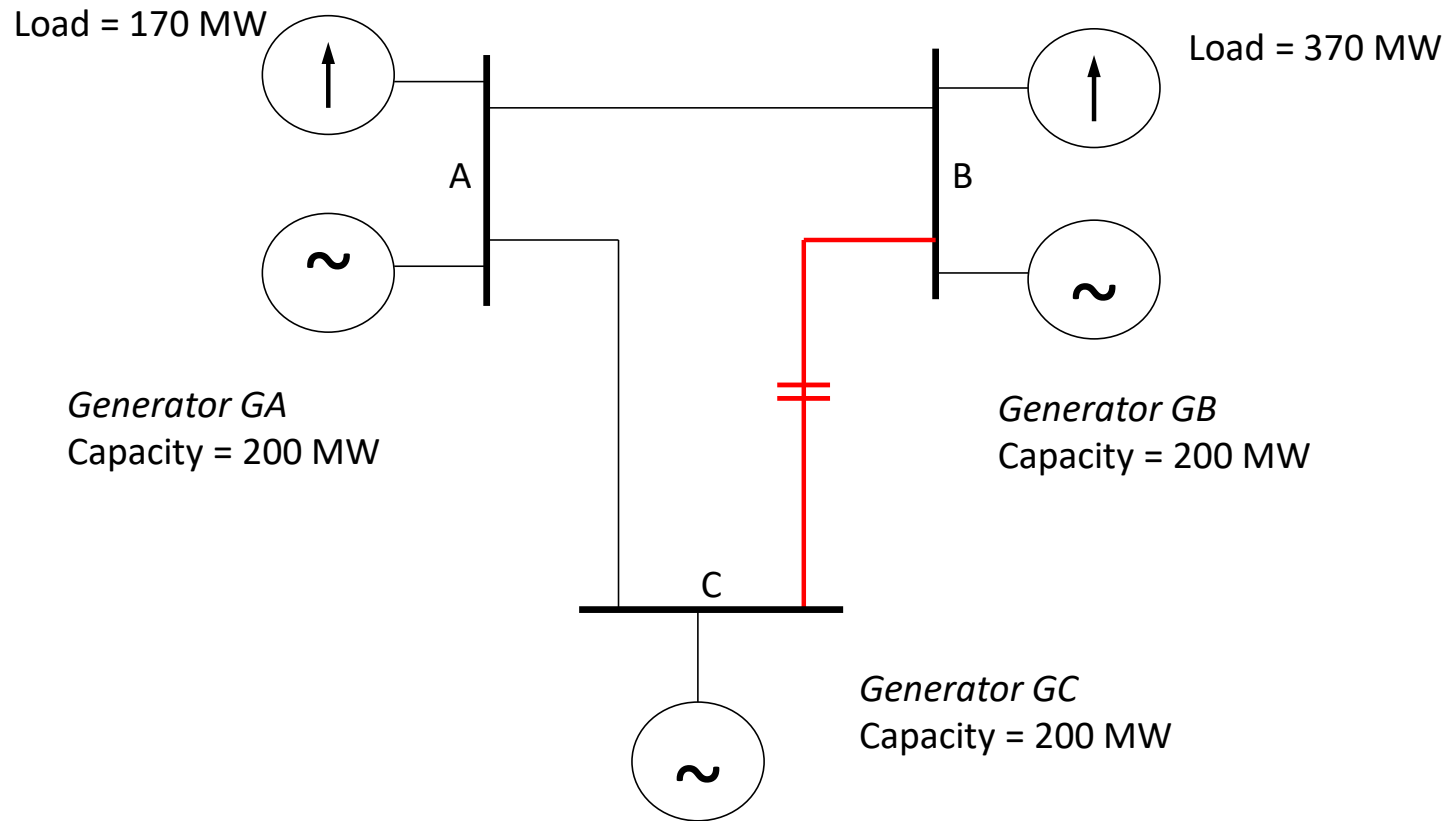 Load = 170 MW
Load = 370 MW
A
B
~
~
Generator GA
Capacity = 200 MW
Generator GB
Capacity = 200 MW
C
Generator GC
Capacity = 200 MW
~